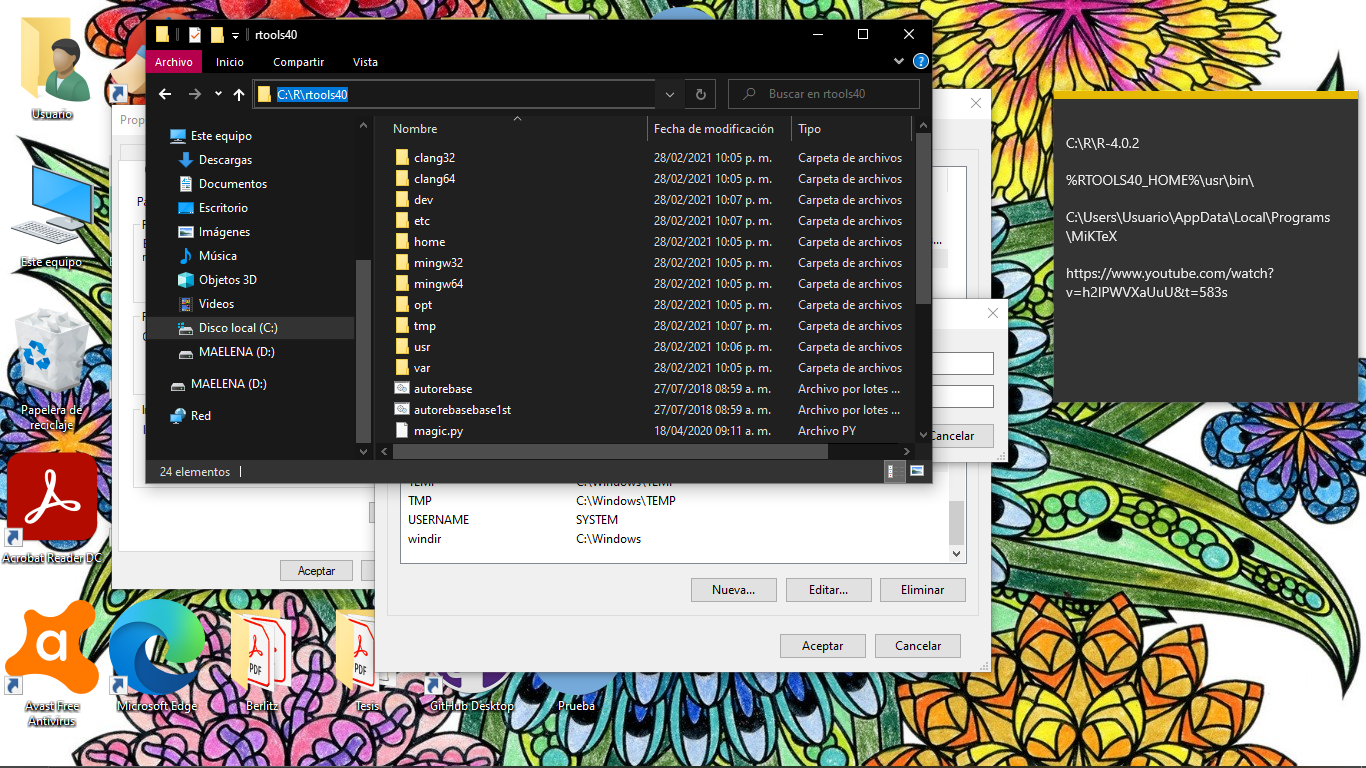 rtools40
Archivo Inicio Compartir Vista
C:\R\rtools40
Buscar en rtools40
Nombre Fecha de modificación Tipo
clang32 28/02/2021 10:05 p. m. Carpeta de archivos
clang64 28/02/2021 10:05 p. m. Carpeta de archivos
dev 28/02/2021 10:07 p. m. Carpeta de archivos
etc 28/02/2021 10:07 p. m. Carpeta de archivos
home 28/02/2021 10:05 p. m. Carpeta de archivos
mingw32 28/02/2021 10:05 p. m. Carpeta de archivos
mingw64 28/02/2021 10:05 p. m. Carpeta de archivos
opt 28/02/2021 10:05 p. m. Carpeta de archivos
tmp 28/02/2021 10:07 p. m. Carpeta de archivos
usr 28/02/2021 10:06 p. m. Carpeta de archivos
var 28/02/2021 10:05 p. m. Carpeta de archivos
autorebase 27/07/2018 08:59 a. m. Archivo por lotes ...
autorebasebase1st 27/07/2018 08:59 a. m. Archivo por lotes ...
magic.py 18/04/2020 09:11 a. m. Archivo PY
Este equipo
Descargas
Documentos
Escritorio
Imágenes
Música
Objetos 3D
Videos
Disco local (C:)
MAELENA (D:)
MAELENA (D:)
Red
24 elementos
Cancelar
TEMP C:\Windows\TEMP
TMP C:\Windows\TEMP
USERNAME SYSTEM
windir C:\Windows
Nueva... Editar... Eliminar
Aceptar
Aceptar Cancelar
C:\R\R-4.0.2
%RTOOLS40_HOME%\usr\bin\
C:\Users\Usuario\AppData\Local\Programs
\MiKTeX
https://www.youtube.com/watch?
v=h2IPWVXaUuU&t=583s
Usuario
Este equipo
Papelera de
reciclaje
Acrobat Reader DC
Avast Free
Antivirus
Microsoft Edge
PDF
Berlitz
PDF
Tesis
GitHub Desktop
Prueba